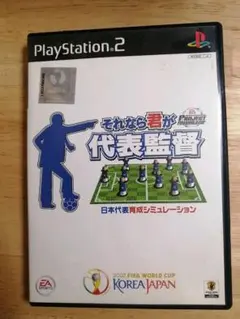 PlayStation 2
それなら君が
代表監督
日本代表育成シミュレーション
EA
2002 FIFA WORLD CUP
KOREA JAPAN